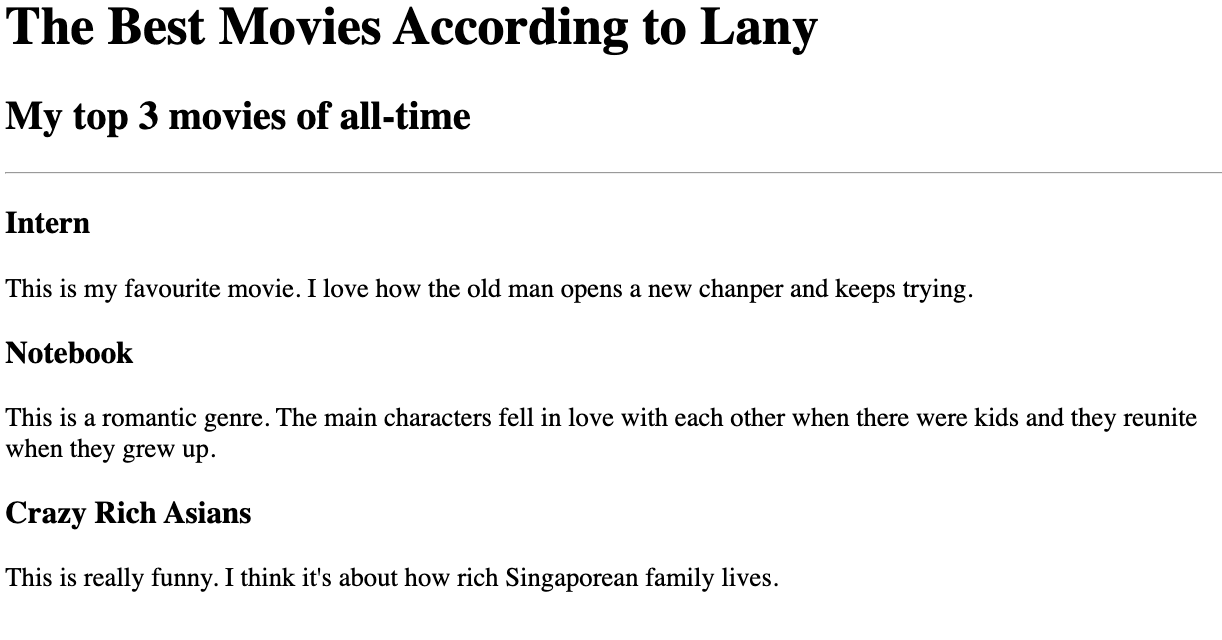 The Best Movies According to Lany
My top 3 movies of all-time
Intern
This is my favourite movie. I love how the old man opens a new chanper and keeps trying.
Notebook
This is a romantic genre. The main characters fell in love with each other when there were kids and they reunite
when they grew up.
Crazy Rich Asians
This is really funny. I think it's about how rich Singaporean family lives.